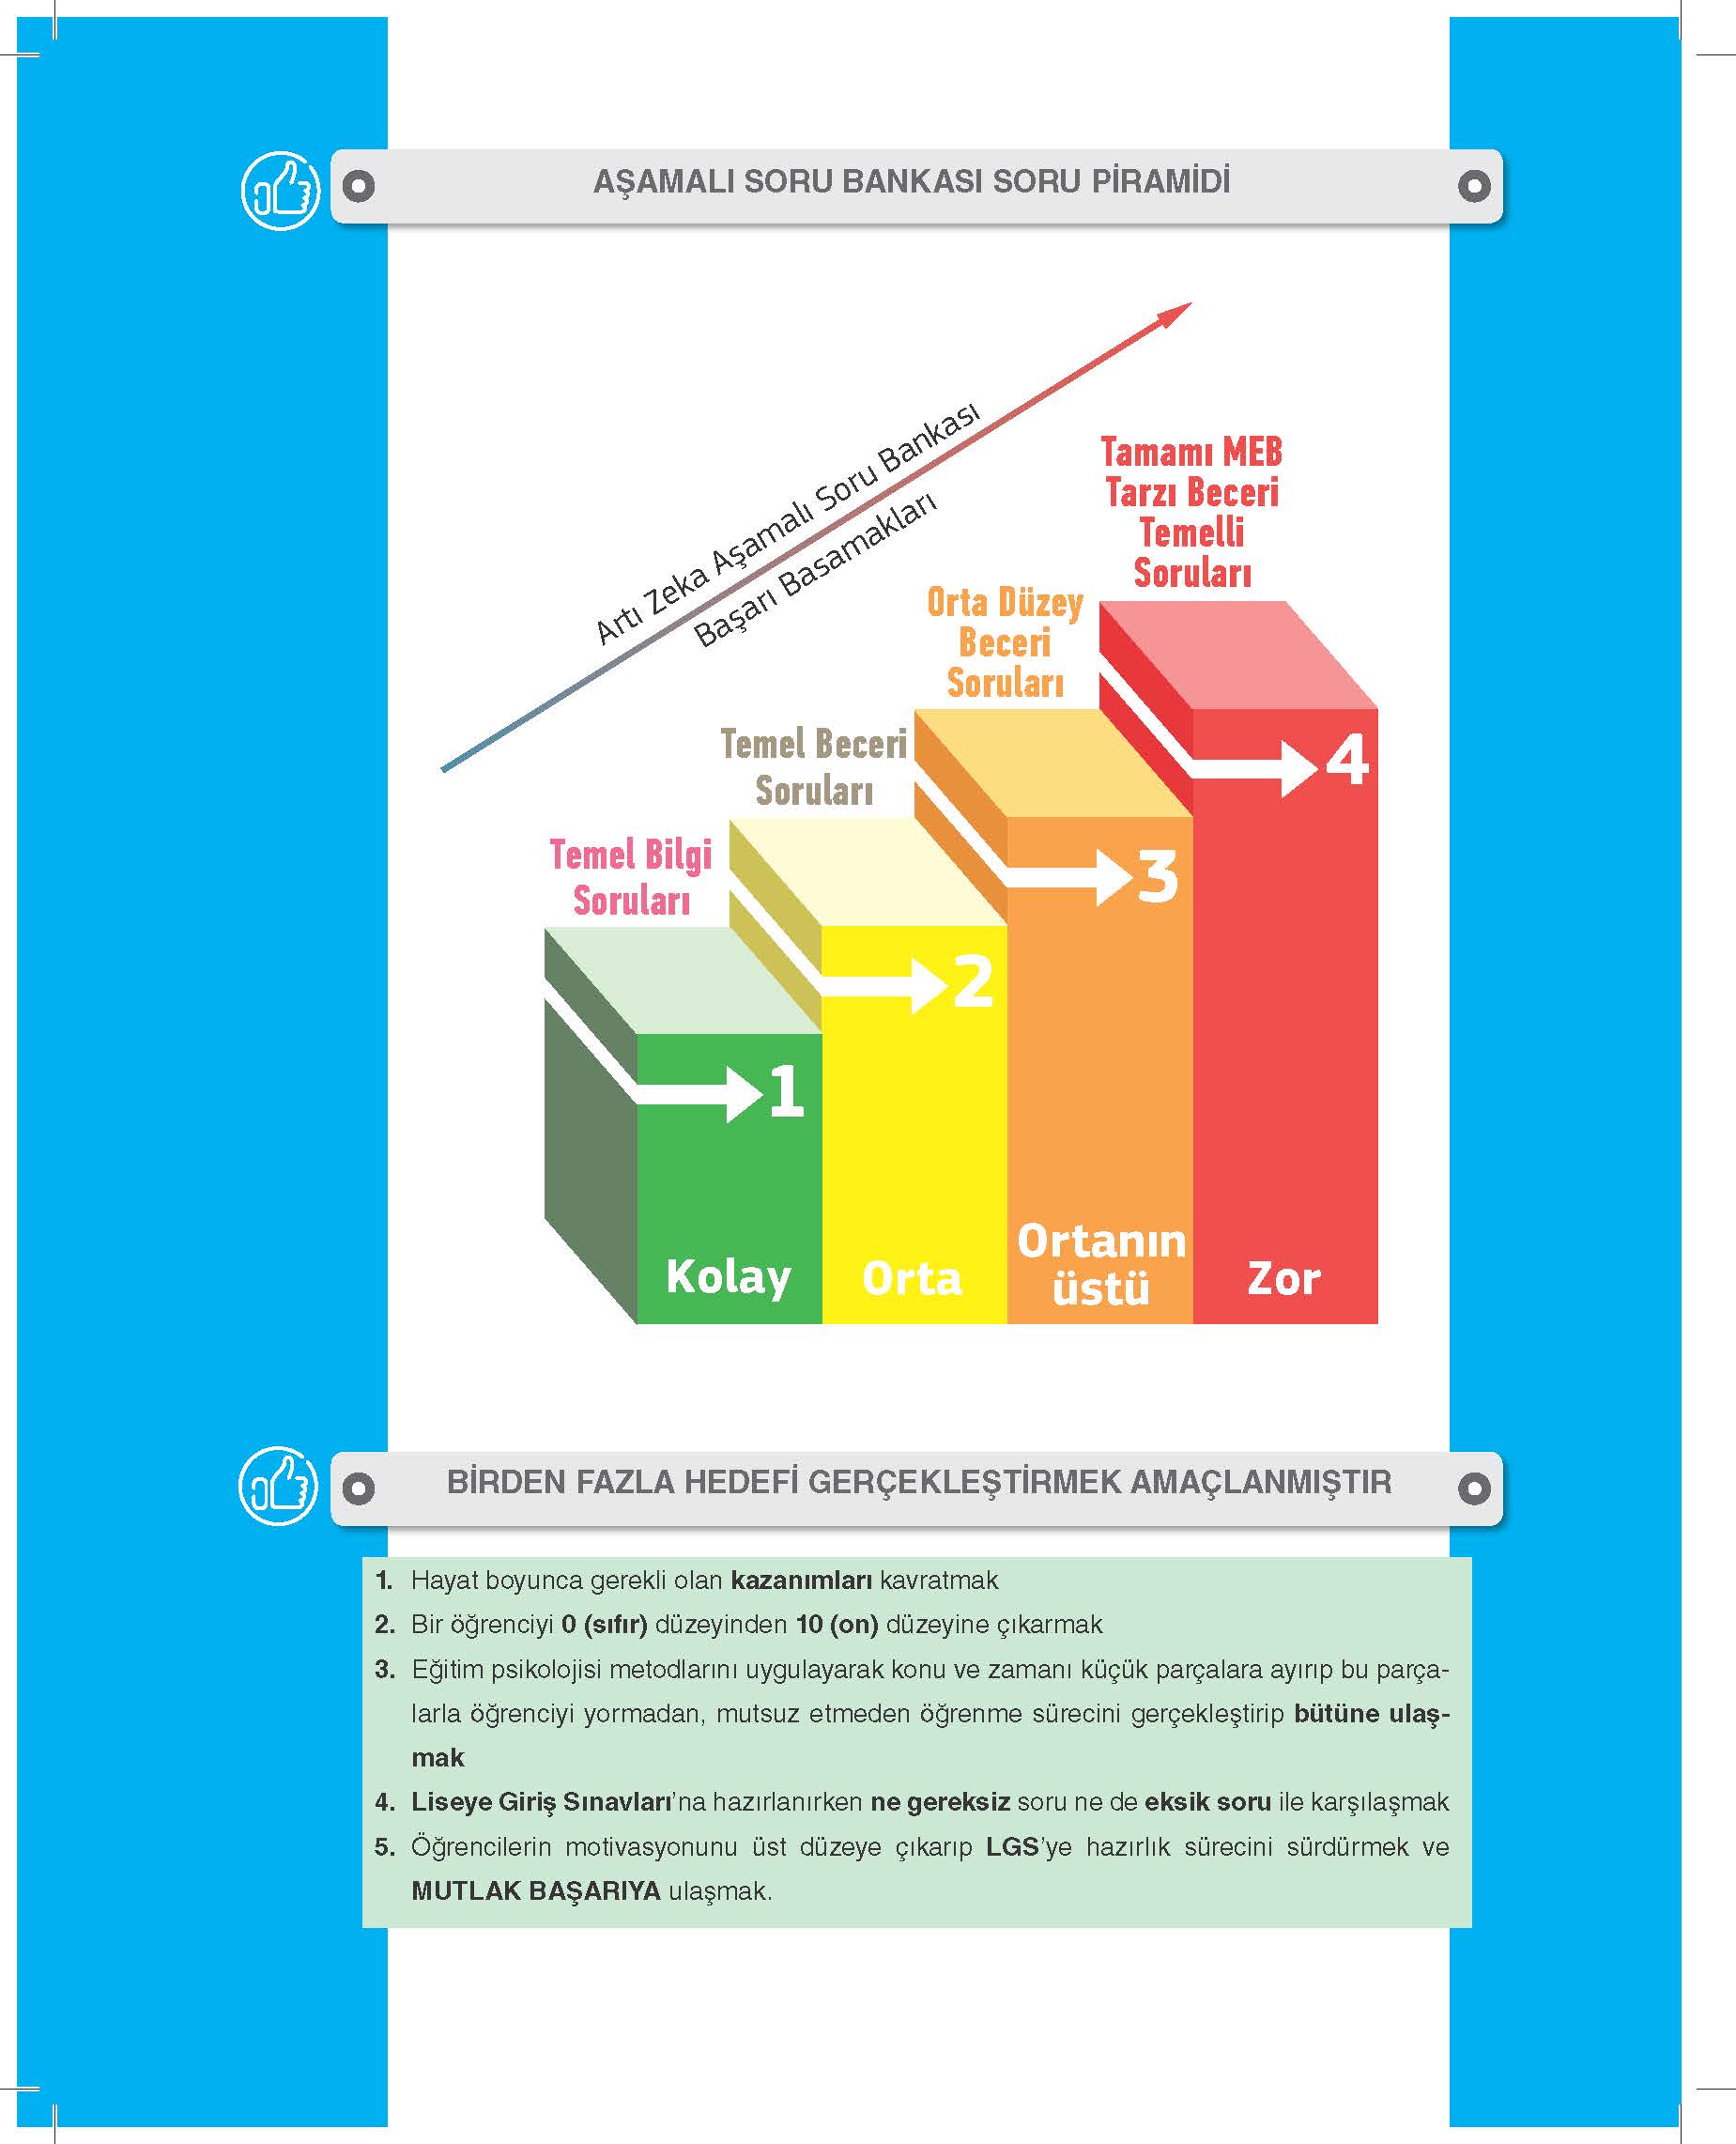 AŞAMALI SORU BANKASI SORU PİRAMİDİ
Artı Zeka Aşamalı Soru Bankası
Başarı Basamakları
Tamamı MEB
Tarzı Beceri
Temelli
Soruları
Orta Düzey
Beceri
Soruları
Temel Beceri
Soruları
Temel Bilgi
Soruları
4
3
2
1
Kolay
Orta
Ortanın
üstü
Zor
BİRDEN FAZLA HEDEFİ GERÇEKLEŞTİRMEK AMAÇLANMIŞTIR
1. Hayat boyunca gerekli olan kazanımları kavratmak
2. Bir öğrenciyi 0 (sıfır) düzeyinden 10 (on) düzeyine çıkarmak
3. Eğitim psikolojisi metodlarını uygulayarak konu ve zamanı küçük parçalara ayırıp bu parça-
larla öğrenciyi yormadan, mutsuz etmeden öğrenme sürecini gerçekleştirip bütüne ulaş-
mak
4. Liseye Giriş Sınavları'na hazırlanırken ne gereksiz soru ne de eksik soru ile karşılaşmak
5. Öğrencilerin motivasyonunu üst düzeye çıkarıp LGS'ye hazırlık sürecini sürdürmek ve
MUTLAK BAŞARIYA ulaşmak.